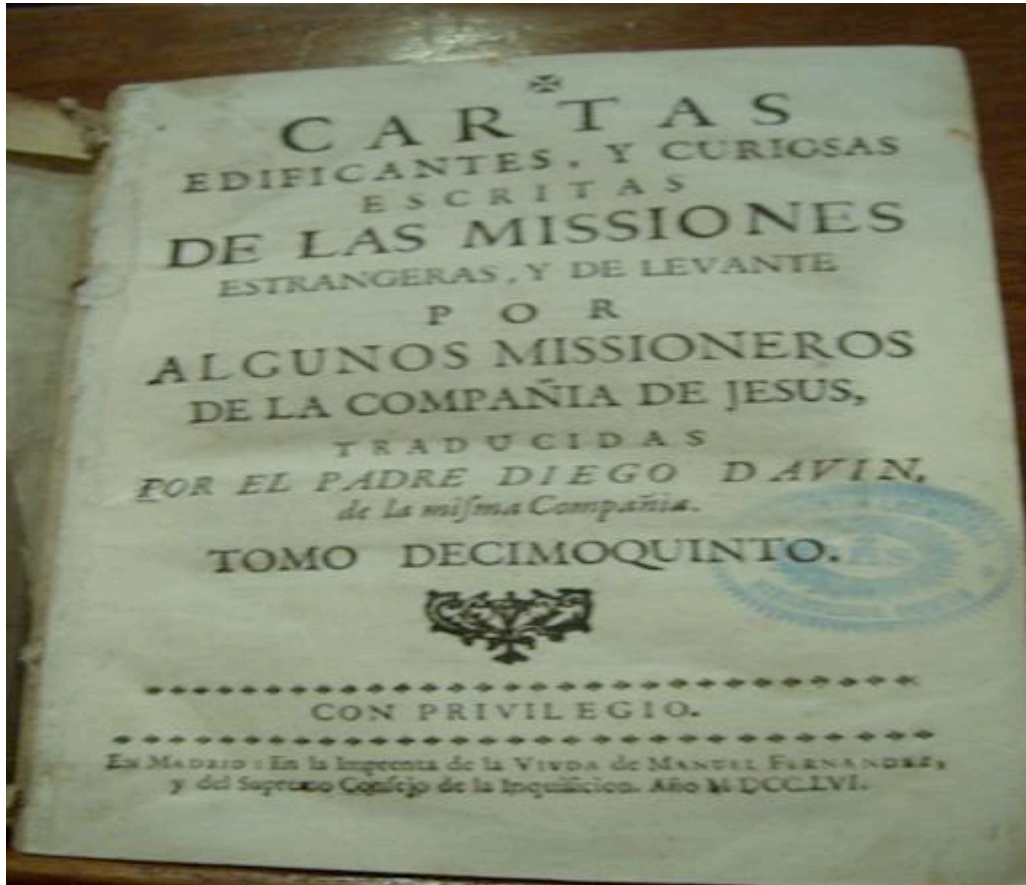 CARTAS
EDIFICANTES, Y CURIOSAS
ESCRITAS
DE LAS MISSIONES
ESTRANGERAS, Y DE LEVANTE
POR
ALGUNOS MISSIONEROS
DE LA COMPAÑIA DE JESUS,
TRADUCIDAS
POR EL PADRE DIEGO DAVIN,
de la miſma Compañia.
TOMO DECIMOQUINTO.
CON PRIVILEGIO.
EN MADRID: En la Imprenta de la VIUDA de MANUEL FERNANDEZ,
y del Supremo Conſejo de la Inquiſicion. Año M DCC LVI.